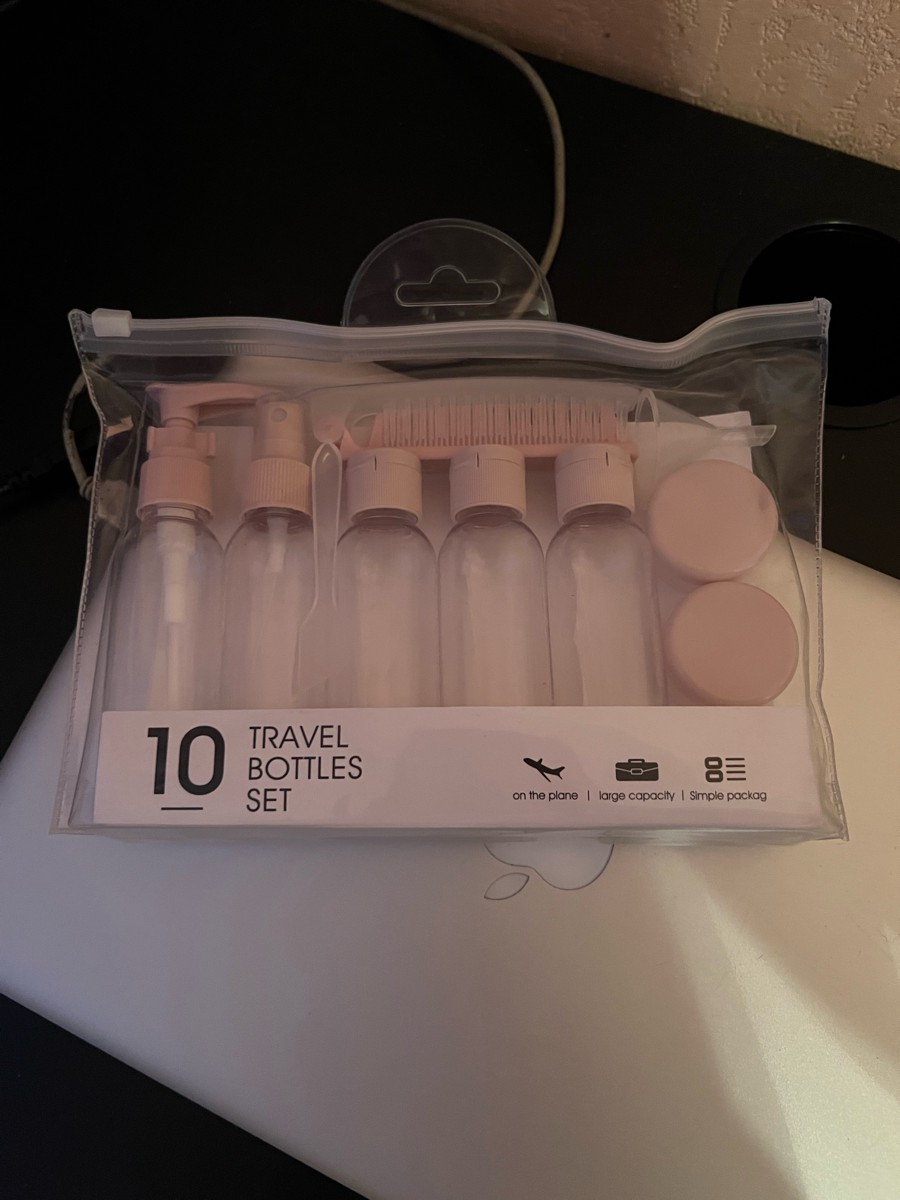 10
TRAVEL
BOTTLES
SET
on the plane | large capacity | Simple packag